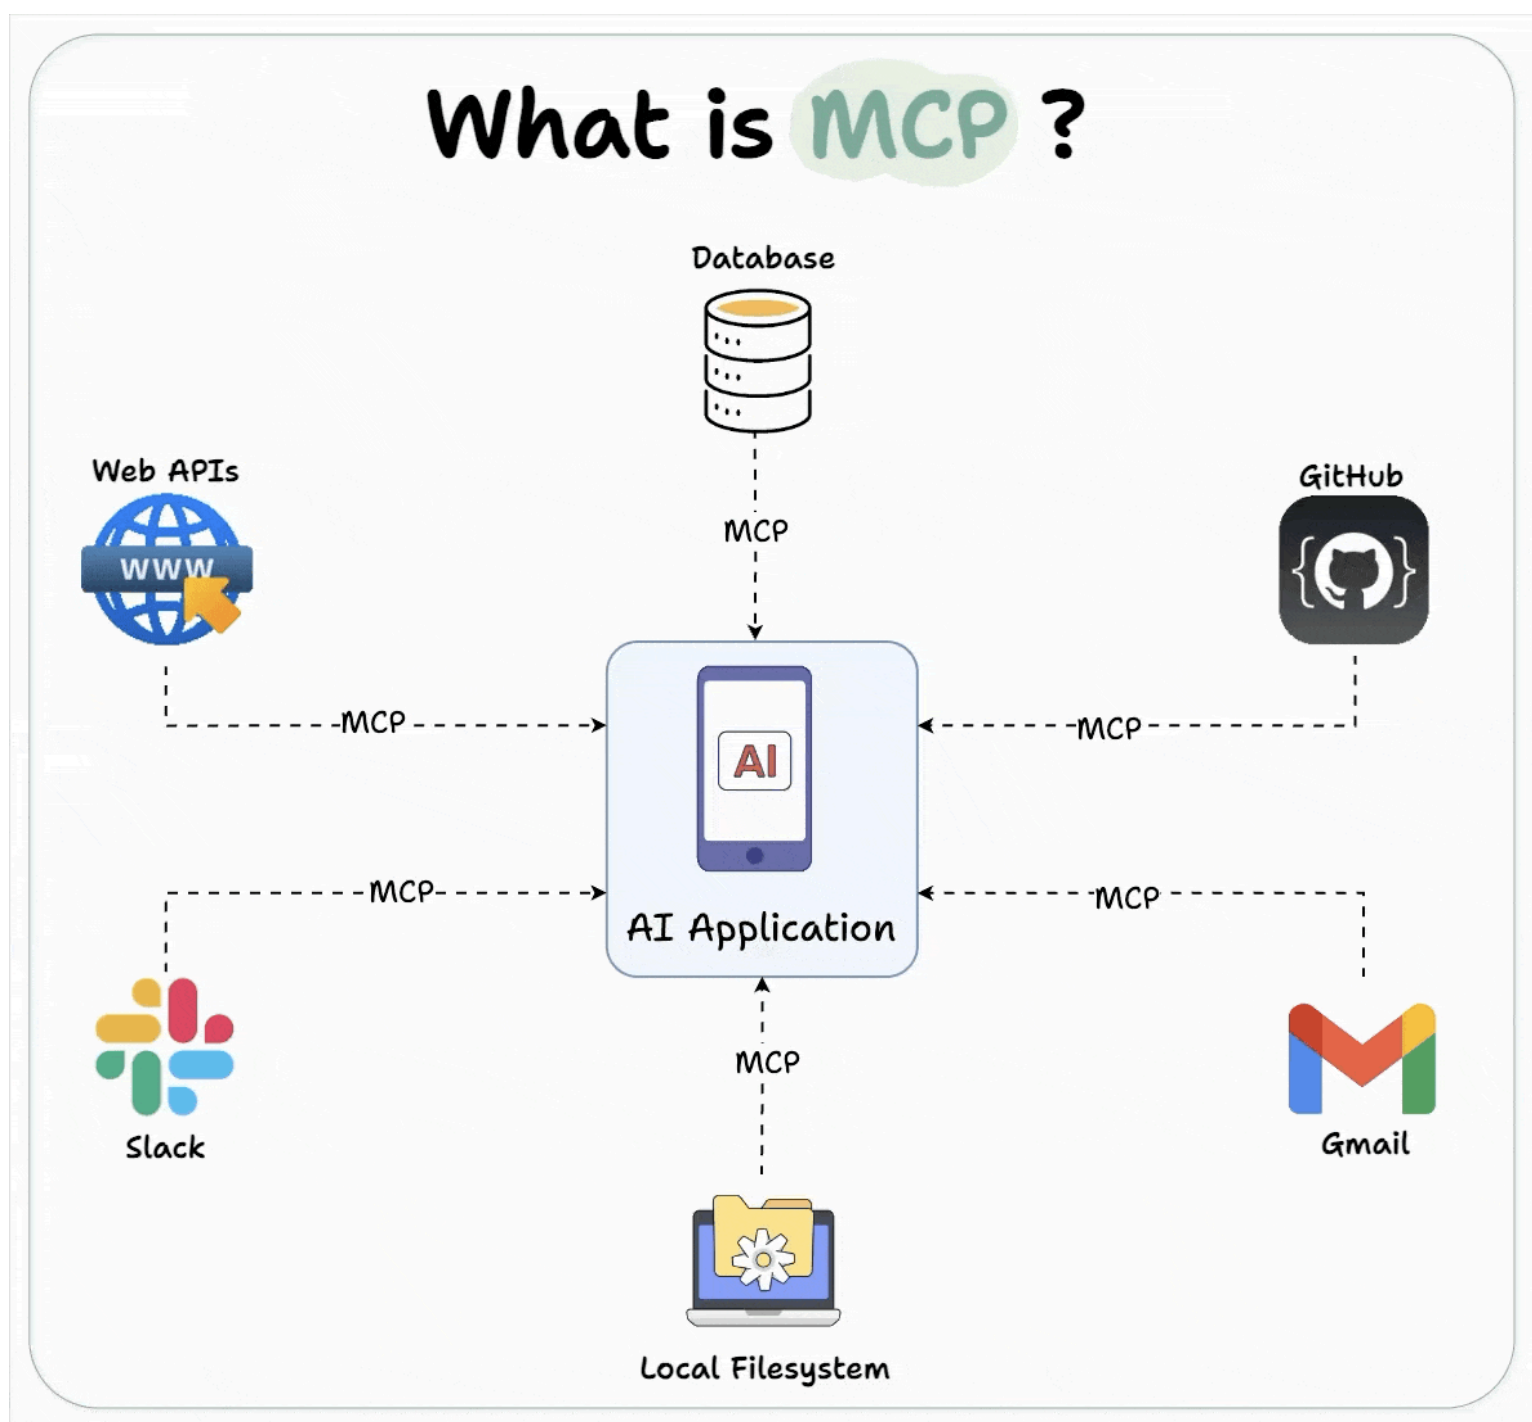 What is MCP ?
Database
Web APIs
GitHub
WWW
MCP
MCP
MCP
AI
MCP
MCP
AI Application
MCP
Slack
Gmail
Local Filesystem